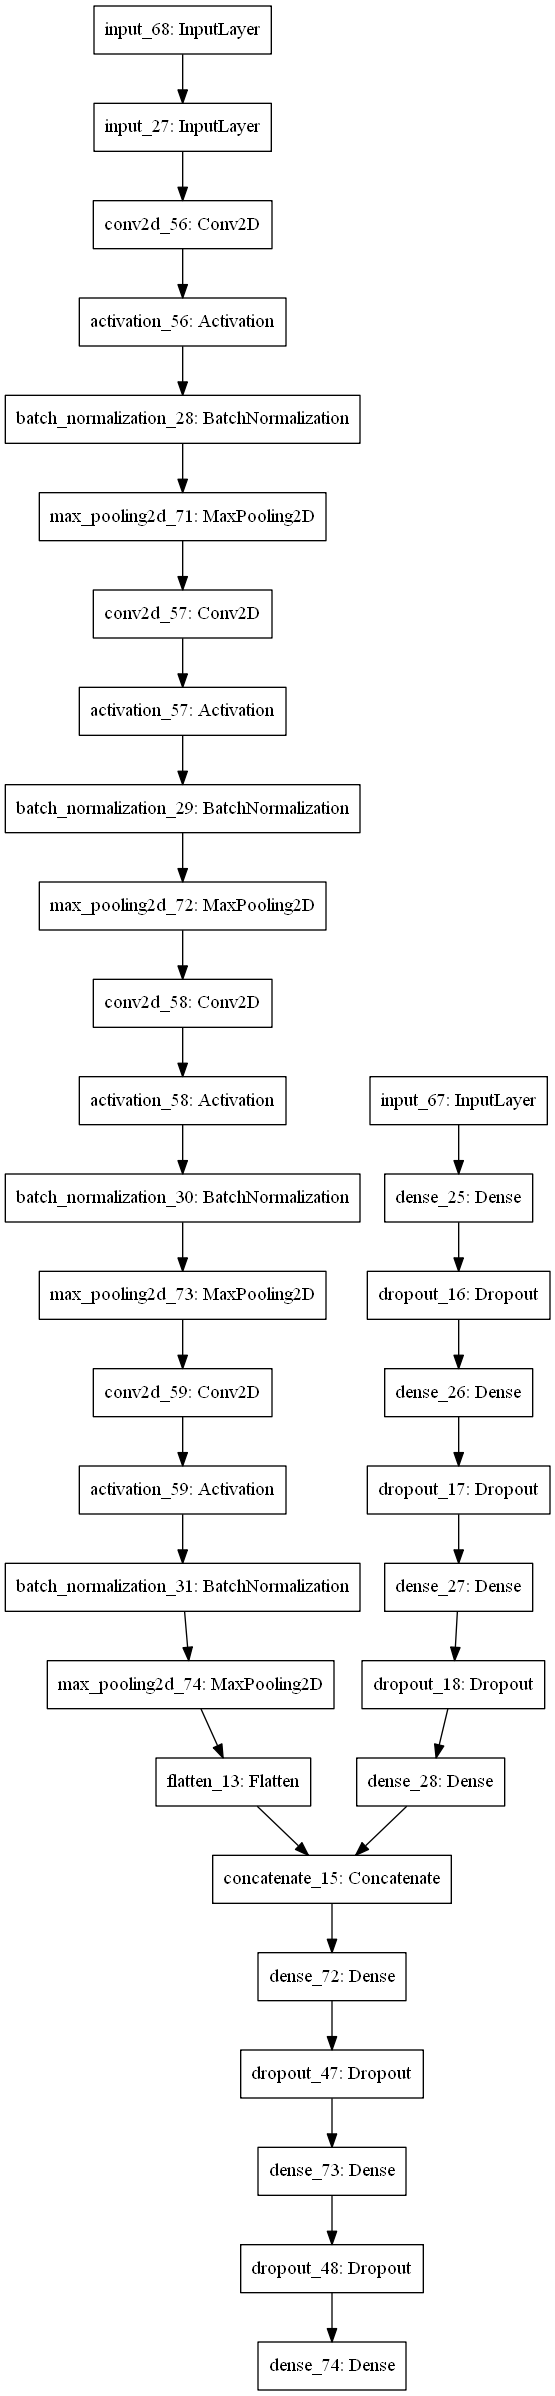 input_68: InputLayer
input_27: InputLayer
conv2d_56: Conv2D
activation_56: Activation
batch_normalization_28: BatchNormalization
max_pooling2d_71: MaxPooling2D
conv2d_57: Conv2D
activation_57: Activation
batch_normalization_29: BatchNormalization
max_pooling2d_72: MaxPooling2D
conv2d_58: Conv2D
activation_58: Activation
batch_normalization_30: BatchNormalization
max_pooling2d_73: MaxPooling2D
conv2d_59: Conv2D
activation_59: Activation
batch_normalization_31: BatchNormalization
max_pooling2d_74: MaxPooling2D
flatten_13: Flatten
input_67: InputLayer
dense_25: Dense
dropout_16: Dropout
dense_26: Dense
dropout_17: Dropout
dense_27: Dense
dropout_18: Dropout
dense_28: Dense
concatenate_15: Concatenate
dense_72: Dense
dropout_47: Dropout
dense_73: Dense
dropout_48: Dropout
dense_74: Dense